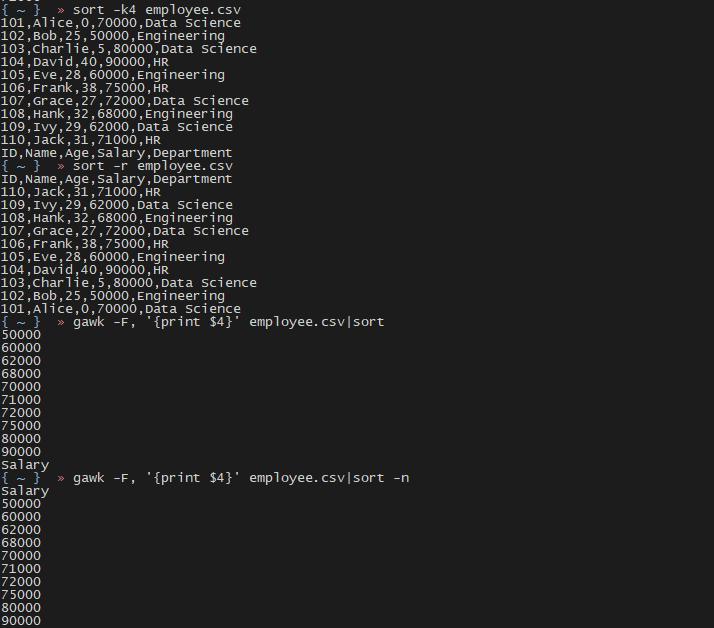 { ~ }  » sort -k4 employee.csv
101,Alice,0,70000,Data Science
102,Bob,25,50000,Engineering
103,Charlie,5,80000,Data Science
104,David,40,90000,HR
105,Eve,28,60000,Engineering
106,Frank,38,75000,HR
107,Grace,27,72000,Data Science
108,Hank,32,68000,Engineering
109,Ivy,29,62000,Data Science
110,Jack,31,71000,HR
ID,Name,Age,Salary,Department
{ ~ }  » sort -r employee.csv
ID,Name,Age,Salary,Department
110,Jack,31,71000,HR
109,Ivy,29,62000,Data Science
108,Hank,32,68000,Engineering
107,Grace,27,72000,Data Science
106,Frank,38,75000,HR
105,Eve,28,60000,Engineering
104,David,40,90000,HR
103,Charlie,5,80000,Data Science
102,Bob,25,50000,Engineering
101,Alice,0,70000,Data Science
{ ~ }  » gawk -F, '{print $4}' employee.csv|sort
50000
60000
62000
68000
70000
71000
72000
75000
80000
90000
Salary
{ ~ }  » gawk -F, '{print $4}' employee.csv|sort -n
Salary
50000
60000
62000
68000
70000
71000
72000
75000
80000
90000